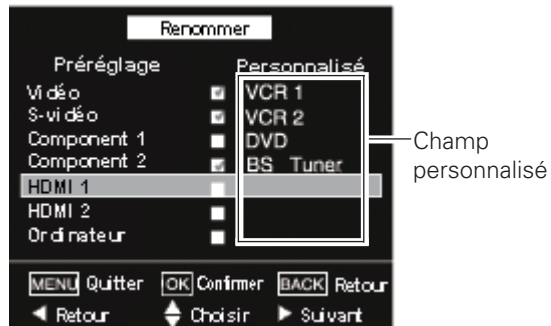 Renommer
Préréglage Personnalisé
Vidéo VCR 1
S-vidéo VCR 2
Component 1 DVD
Component 2 BS Tuner
HDMI 1
HDMI 2
Ordinateur
Champ
personnalisé
MENU Quitter OK Confirmer BACK Retour
Retour Choisir Suivant